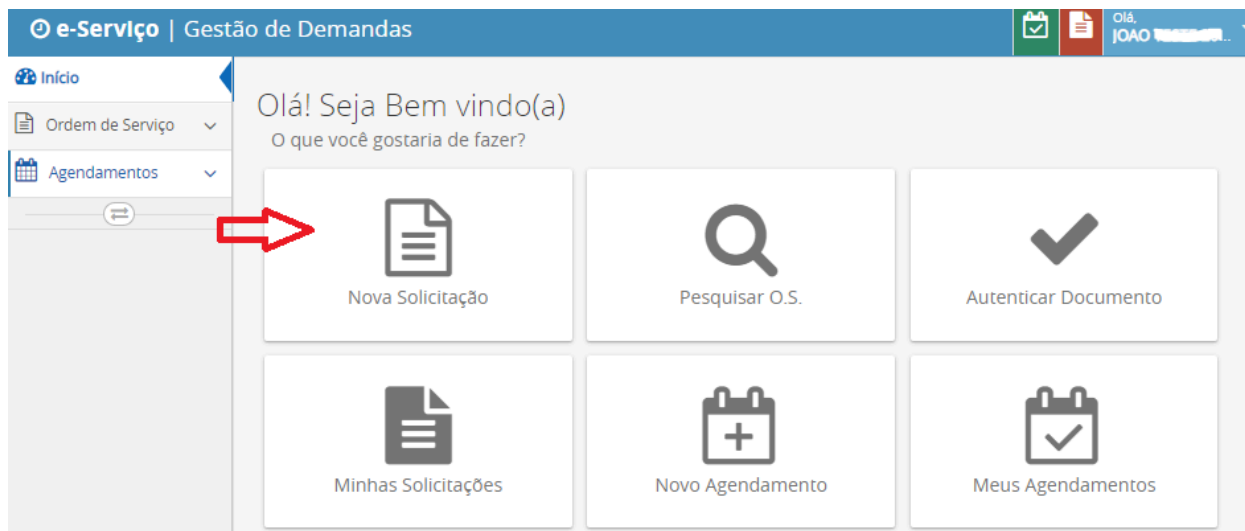 e-Serviço | Gestão de Demandas
Olá,
JOAO
Início
Ordem de Serviço
Agendamentos
Olá! Seja Bem vindo(a)
O que você gostaria de fazer?
Nova Solicitação
Pesquisar O.S.
Autenticar Documento
Minhas Solicitações
Novo Agendamento
Meus Agendamentos